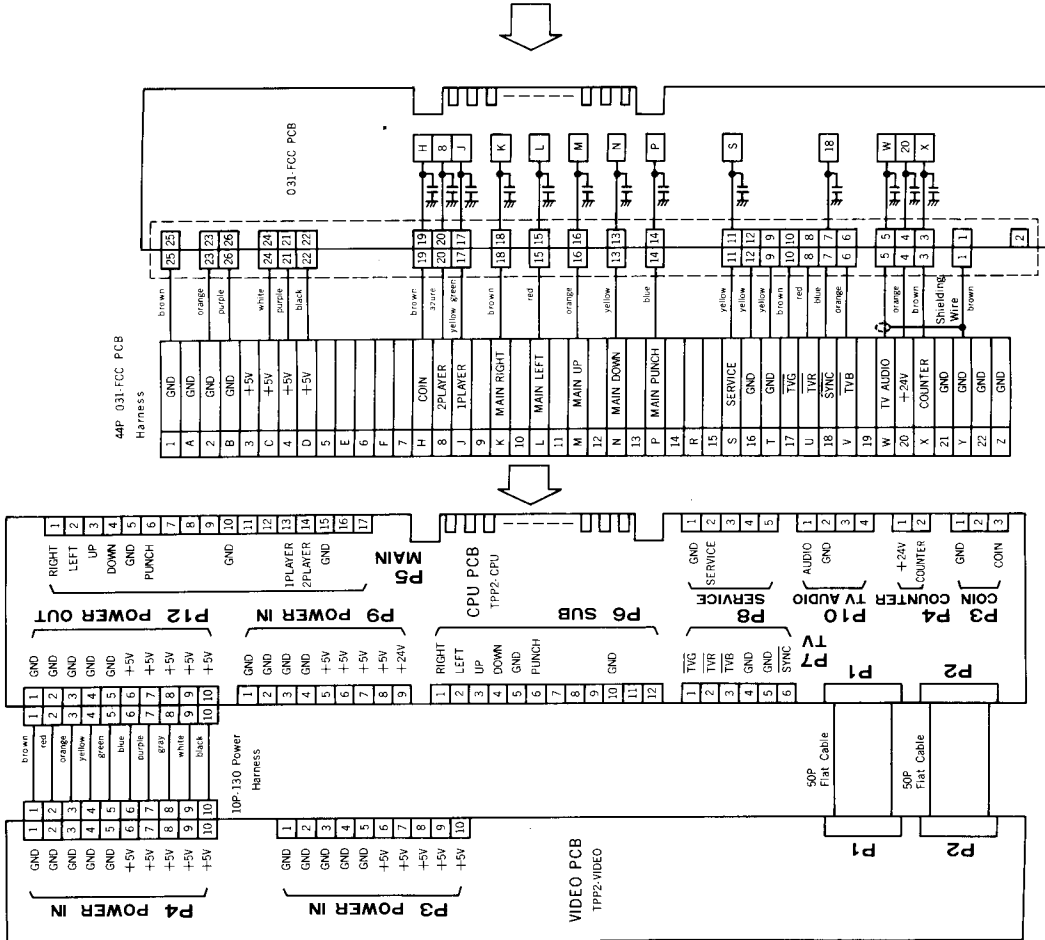 031-FCC PCB
25 23 26 24 21 22 19 20 17 18 15 16 13 14 11 12 9 10 8 7 6 5 4 3 1 2
25 23 26 24 21 22 19 20 17 18 15 16 13 14 11 12 9 10 8 7 6 5 4 3 1
H 8 J K L M N P S 18 W 20 X
brown
orange
purple
white
purple
black
brown
yellow green
brown
red
orange
yellow
blue
yellow
yellow
yellow
brown
red
blue
purple
orange
brown
Shielding Wire
brown
44P 031-FCC PCB
Harness
1 GND
A GND
2 GND
B GND
3 +5V
C +5V
4 +5V
D +5V
5
E
6
F
7
H COIN
8 2PLAYER
J 1PLAYER
9
K MAIN RIGHT
10
L MAIN LEFT
11
M MAIN UP
12
N MAIN DOWN
13
P MAIN PUNCH
14
R
15
S SERVICE
16 GND
T GND
17 TVG
U TVR
18 SYNC
V TVB
19
W TV AUDIO
20 +24V
X COUNTER
21 GND
Y GND
22 GND
Z GND
CPU PCB
TPP2-CPU
P5 MAIN
1 RIGHT
2 LEFT
3 UP
4 DOWN
5 GND
6 PUNCH
7
8
9
10 GND
11
12
13 1PLAYER
14 2PLAYER
15 GND
16
17
P8 SERVICE
1 GND
2 SERVICE
3
4
5
P10 TV AUDIO
1 AUDIO
2 GND
3
4
P4 COUNTER
1 +24V
2 COUNTER
P3 COIN
1 GND
2
3 COIN
P12 POWER OUT
1 GND
2 GND
3 GND
4 GND
5 GND
6 +5V
7 +5V
8 +5V
9 +5V
10 +5V
P9 POWER IN
1 GND
2 GND
3 GND
4 GND
5 +5V
6 +5V
7 +5V
8 +5V
9 +24V
P6 SUB
1 RIGHT
2 LEFT
3 UP
4 DOWN
5 GND
6 PUNCH
7
8
9
10 GND
11
12
P7 TV
1 TVG
2 TVR
3 TVB
4 GND
5 GND
6 SYNC
P1
P2
brown
red
orange
yellow
green
blue
purple
gray
white
black
10P-130 Power
Harness
50P
Flat Cable
50P
Flat Cable
1 GND
2 GND
3 GND
4 GND
5 GND
6 +5V
7 +5V
8 +5V
9 +5V
10 +5V
P4 POWER IN
1 GND
2 GND
3 GND
4 GND
5 GND
6 +5V
7 +5V
8 +5V
9 +5V
10 +5V
P3 POWER IN
VIDEO PCB
TPP2-VIDEO
P1
P2